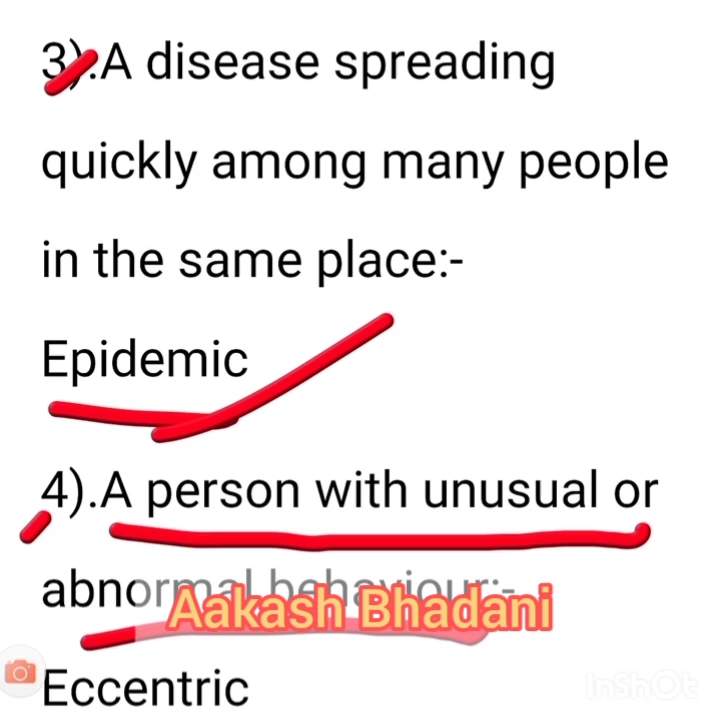 3).A disease spreading
quickly among many people
in the same place:-
Epidemic
4).A person with unusual or
abnormal behaviour:-
Aakash Bhadani
Eccentric
InShOt